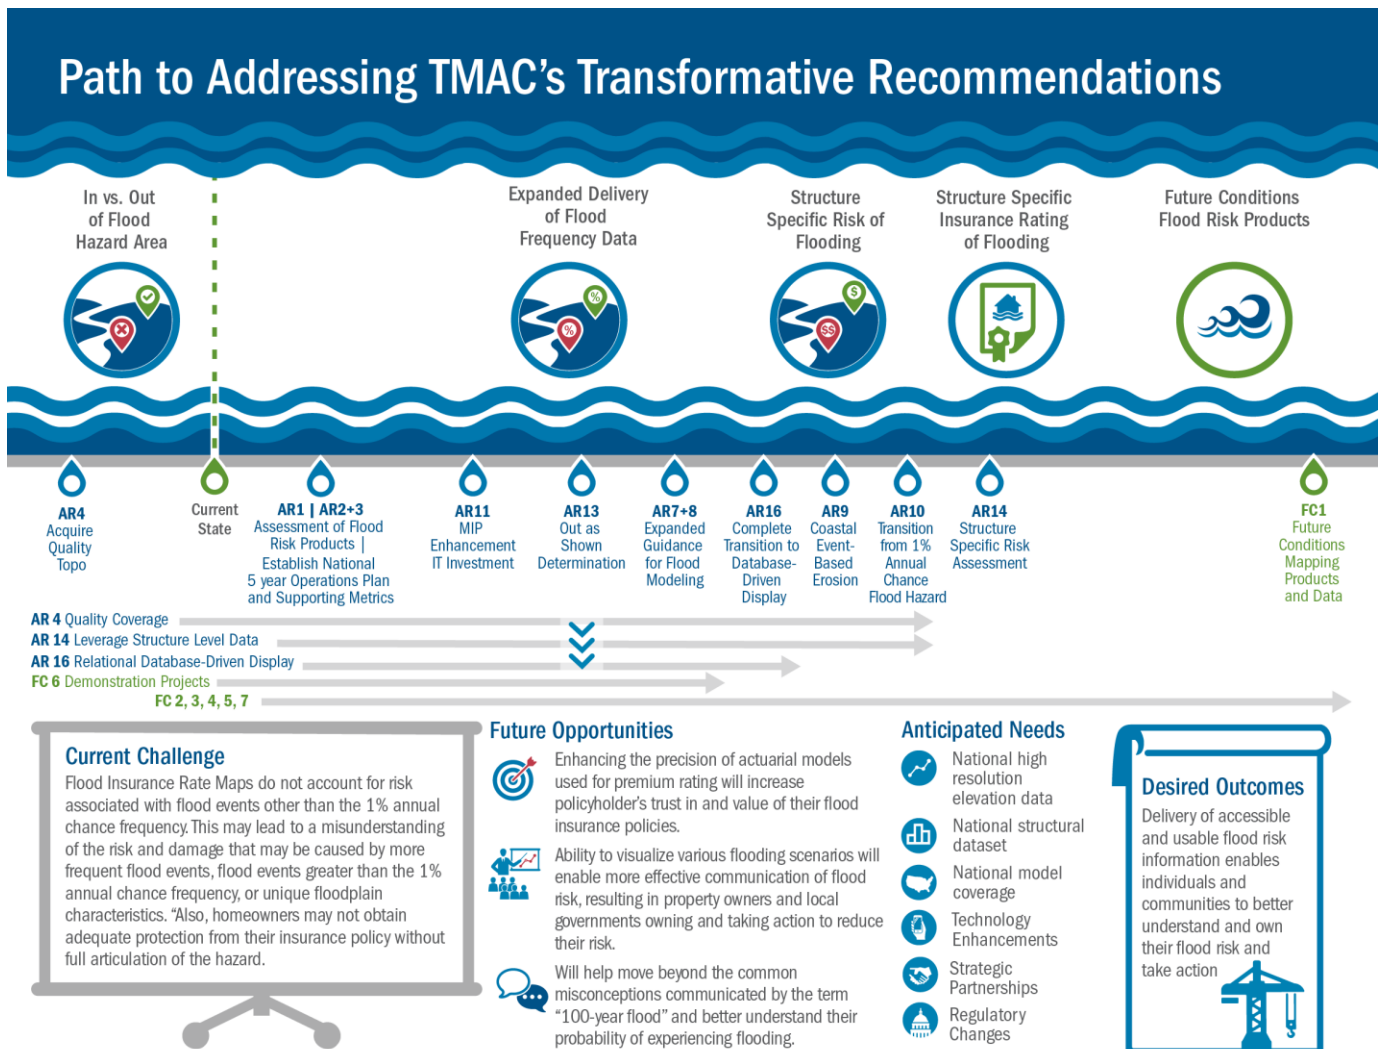 Path to Addressing TMAC's Transformative Recommendations
In vs. Out
of Flood
Hazard Area
Expanded Delivery
of Flood
Frequency Data
Structure
Specific Risk of
Flooding
Structure Specific
Insurance Rating
of Flooding
Future Conditions
Flood Risk Products
%
%
$
$$
AR4
Acquire
Quality
Topo
Current
State
AR1 | AR2+3
Assessment of Flood
Risk Products |
Establish National
5 year Operations Plan
and Supporting Metrics
AR11
MIP
Enhancement
IT Investment
AR13
Out as
Shown
Determination
AR7+8
Expanded
Guidance
for Flood
Modeling
AR16
Complete
Transition to
Database-
Driven
Display
AR9
Coastal
Event-
Based
Erosion
AR10
Transition
from 1%
Annual
Chance
Flood Hazard
AR14
Structure
Specific Risk
Assessment
FC1
Future
Conditions
Mapping
Products
and Data
AR 4 Quality Coverage
AR 14 Leverage Structure Level Data
AR 16 Relational Database-Driven Display
FC 6 Demonstration Projects
FC 2, 3, 4, 5, 7
Current Challenge
Flood Insurance Rate Maps do not account for risk
associated with flood events other than the 1% annual
chance frequency. This may lead to a misunderstanding
of the risk and damage that may be caused by more
frequent flood events, flood events greater than the 1%
annual chance frequency, or unique floodplain
characteristics. “Also, homeowners may not obtain
adequate protection from their insurance policy without
full articulation of the hazard.
Future Opportunities
Enhancing the precision of actuarial models
used for premium rating will increase
policyholder's trust in and value of their flood
insurance policies.
Ability to visualize various flooding scenarios will
enable more effective communication of flood
risk, resulting in property owners and local
governments owning and taking action to reduce
their risk.
Will help move beyond the common
misconceptions communicated by the term
“100-year flood” and better understand their
probability of experiencing flooding.
Anticipated Needs
National high
resolution
elevation data
National structural
dataset
National model
coverage
Technology
Enhancements
Strategic
Partnerships
Regulatory
Changes
Desired Outcomes
Delivery of accessible
and usable flood risk
information enables
individuals and
communities to better
understand and own
their flood risk and
take action